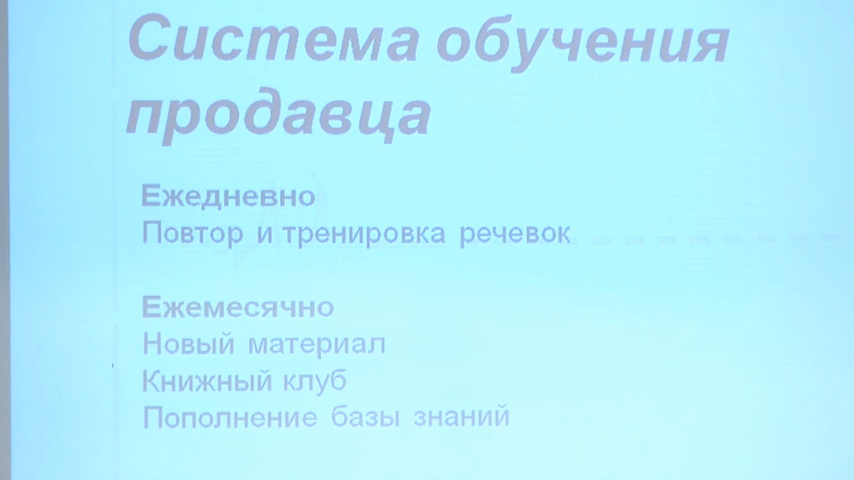 Система обучения
продавца
Ежедневно
Повтор и тренировка речевок
Ежемесячно
Новый материал
Книжный клуб
Пополнение базы знаний